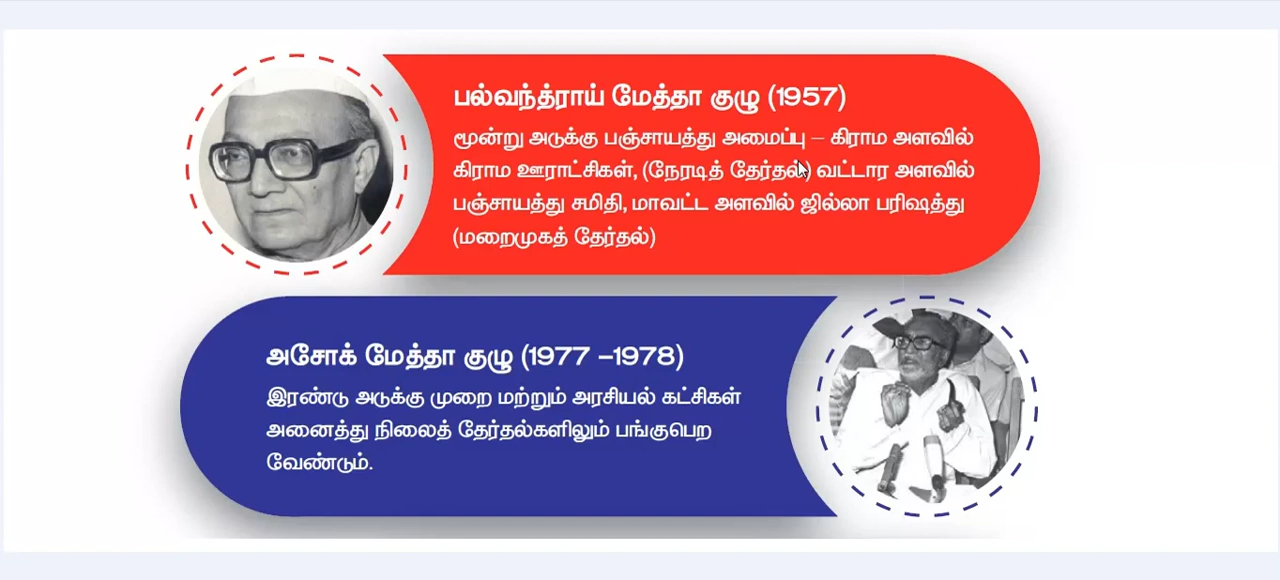 பல்வந்த்ராய் மேத்தா குழு (1957)
மூன்று அடுக்கு பஞ்சாயத்து அமைப்பு – கிராம அளவில்
கிராம ஊராட்சிகள், (நேரடித் தேர்தல்) வட்டார அளவில்
பஞ்சாயத்து சமிதி, மாவட்ட அளவில் ஜில்லா பரிஷத்து
(மறைமுகத் தேர்தல்)
அசோக் மேத்தா குழு (1977 –1978)
இரண்டு அடுக்கு முறை மற்றும் அரசியல் கட்சிகள்
அனைத்து நிலைத் தேர்தல்களிலும் பங்குபெற
வேண்டும்.